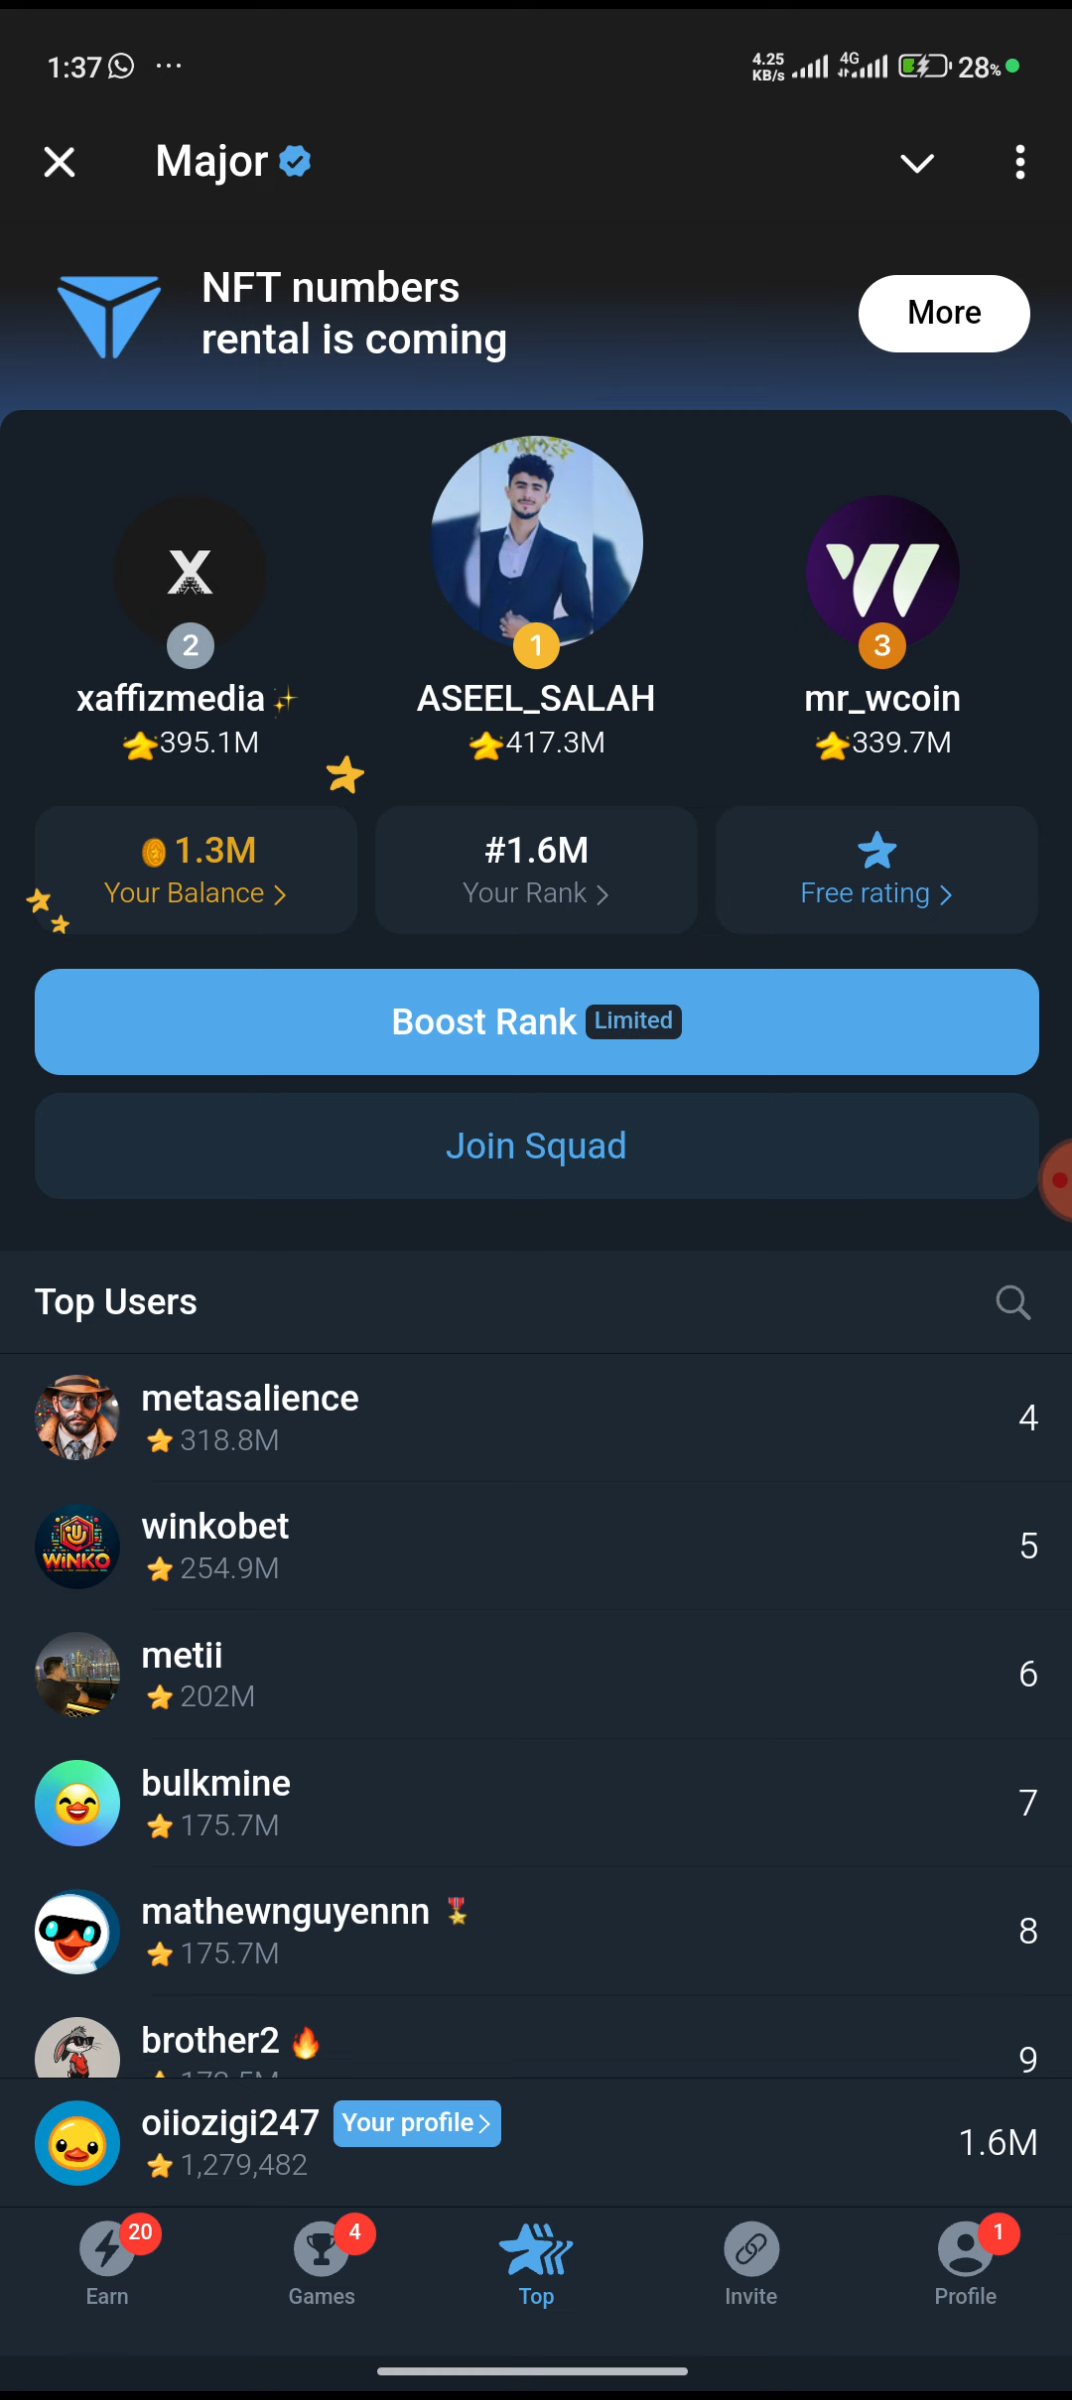 1:37 ... 4.25 KB/s 4G 28%
Major
NFT numbers
rental is coming
More
X
W
2
1
3
xaffizmedia
ASEEL_SALAH
mr_wcoin
395.1M
417.3M
339.7M
1.3M
#1.6M
Your Balance >
Your Rank >
Free rating >
Boost Rank Limited
Join Squad
Top Users
metasalience
318.8M
4
WINKO
winkobet
254.9M
5
metii
202M
6
bulkmine
175.7M
7
mathewnguyennn
175.7M
8
brother2
9
oiiozigi247 Your profile >
1,279,482
1.6M
20
4
1
Earn
Games
Top
Invite
Profile